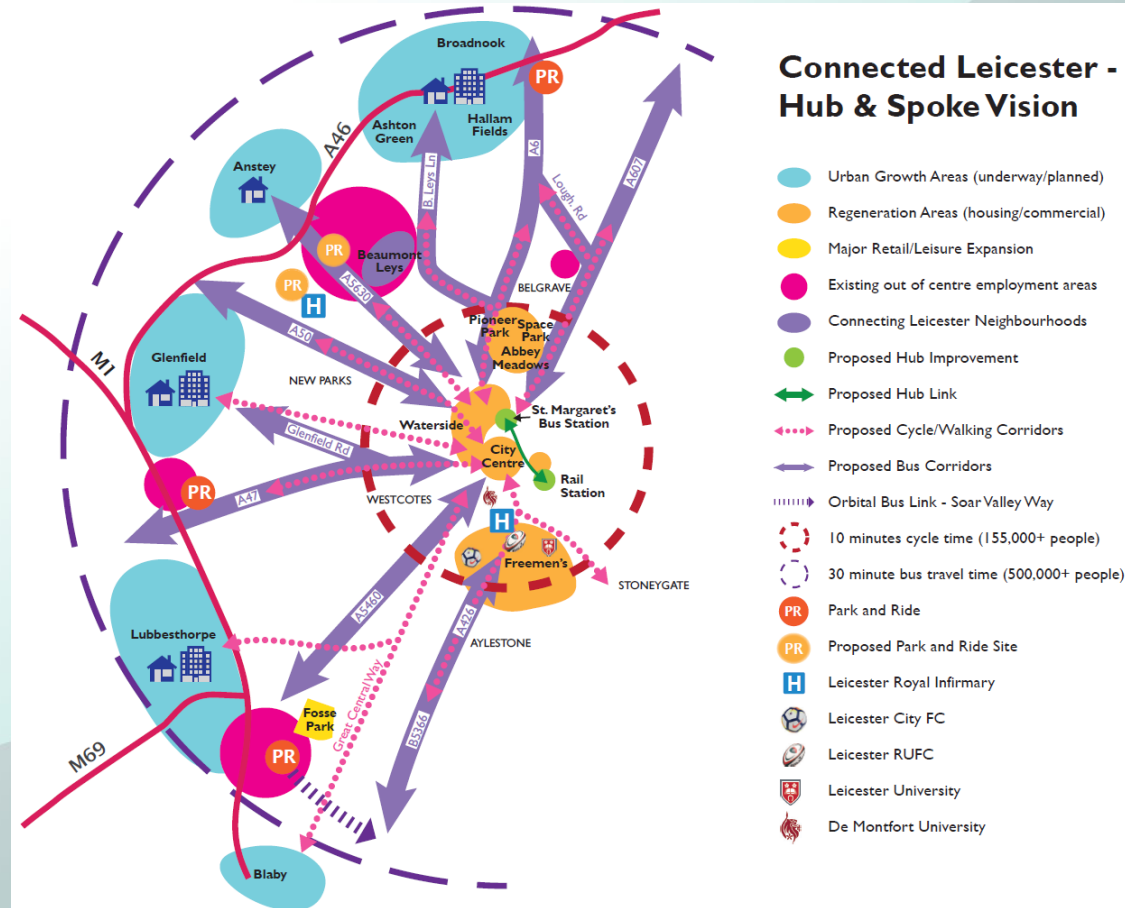 Connected Leicester -
Hub & Spoke Vision
Urban Growth Areas (underway/planned)
Regeneration Areas (housing/commercial)
Major Retail/Leisure Expansion
Existing out of centre employment areas
Connecting Leicester Neighbourhoods
Proposed Hub Improvement
Proposed Hub Link
Proposed Cycle/Walking Corridors
Proposed Bus Corridors
Orbital Bus Link - Soar Valley Way
10 minutes cycle time (155,000+ people)
30 minute bus travel time (500,000+ people)
PR
Park and Ride
PR
Proposed Park and Ride Site
H
Leicester Royal Infirmary
Leicester City FC
Leicester RUFC
Leicester University
De Montfort University
Broadnook
PR
Ashton
Green
Hallam
Fields
A46
Anstey
B. Leys Ln
A6
Lough. Rd
A607
PR
Beaumont
Leys
PR
H
A5630
BELGRAVE
A50
Pioneer
Park
Space
Park
Abbey
Meadows
M1
Glenfield
NEW PARKS
Waterside
St. Margaret's
Bus Station
Glenfield Rd
City
Centre
Rail
Station
PR
A47
WESTCOTES
H
Freemen's
STONEYGATE
A5460
A426
AYLESTONE
Lubbesthorpe
Great Central Way
B5366
Fosse
Park
PR
M69
Blaby